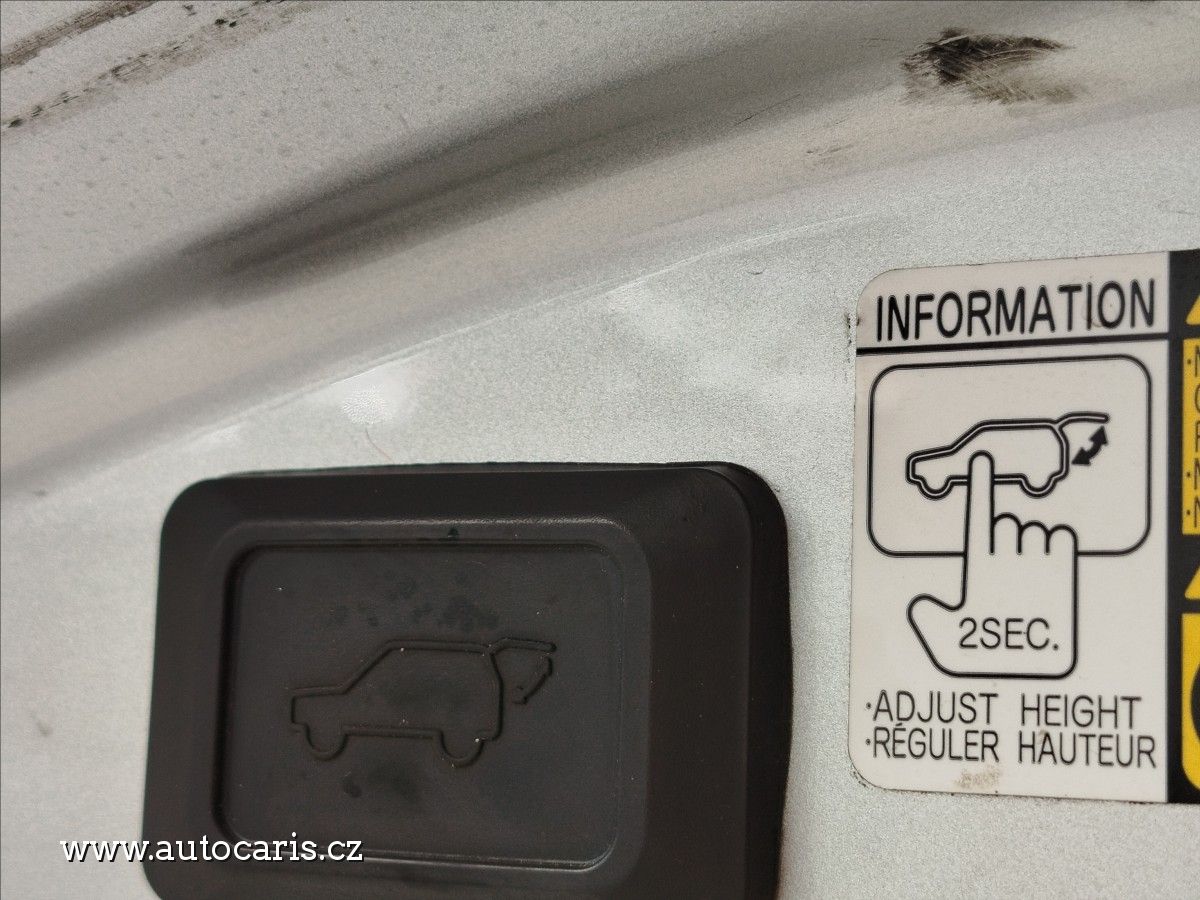 INFORMATION
2SEC.
·ADJUST HEIGHT
·RÉGULER HAUTEUR
www.autocaris.cz